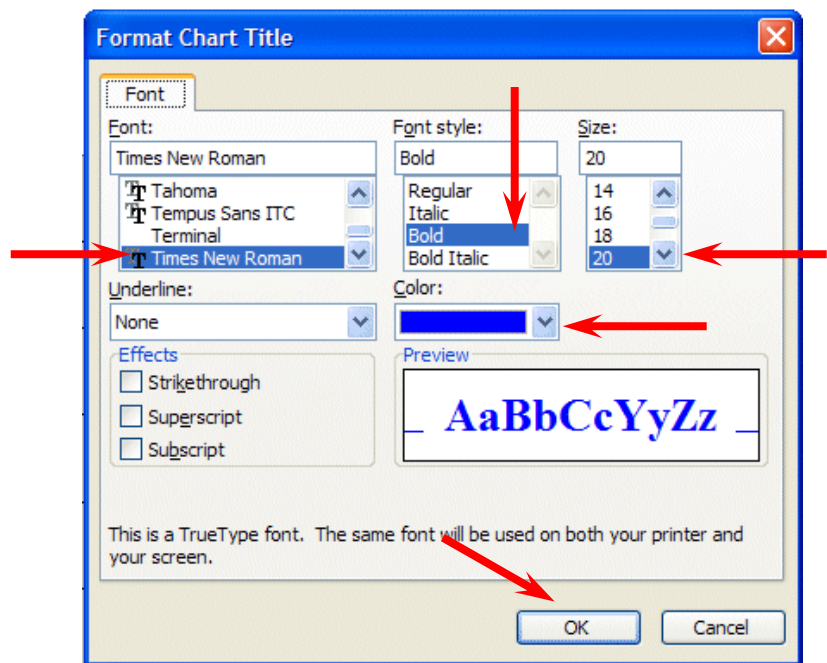 Format Chart Title
Font
Font: Font style: Size:
Times New Roman Bold 20
Tahoma Regular 14
Tempus Sans ITC Italic 16
Terminal Bold 18
Times New Roman Bold Italic 20
Underline: Color:
None
Effects Preview
Strikethrough
Superscript
Subscript
AaBbCcYyZz
This is a TrueType font. The same font will be used on both your printer and
your screen.
OK Cancel